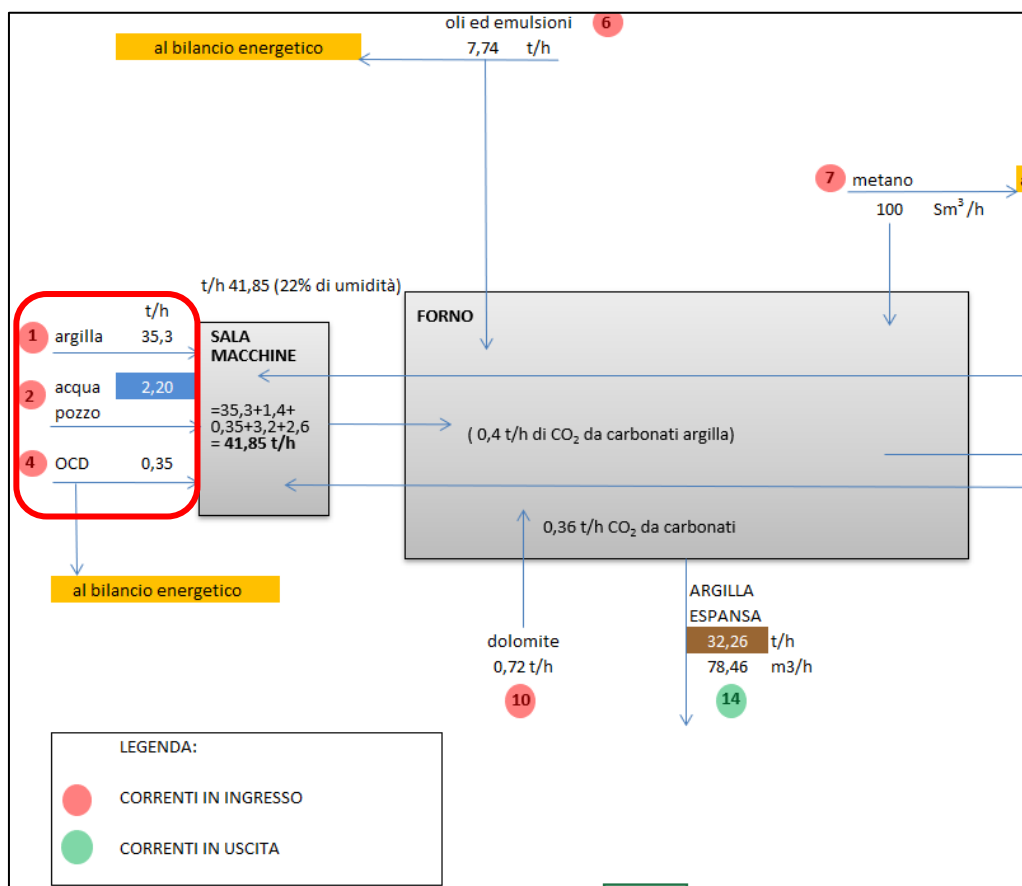 oli ed emulsioni 6
al bilancio energetico 7,74 t/h
7 metano a
100 Sm³/h
t/h 41,85 (22% di umidità)
t/h
1 argilla 35,3
2 acqua pozzo 2,20
4 OCD 0,35
al bilancio energetico
SALA
MACCHINE
=35,3+1,4+
0,35+3,2+2,6
= 41,85 t/h
FORNO
( 0,4 t/h di CO₂ da carbonati argilla)
0,36 t/h CO₂ da carbonati
dolomite
0,72 t/h
10
ARGILLA
ESPANSA
32,26 t/h
78,46 m3/h
14
LEGENDA:
CORRENTI IN INGRESSO
CORRENTI IN USCITA